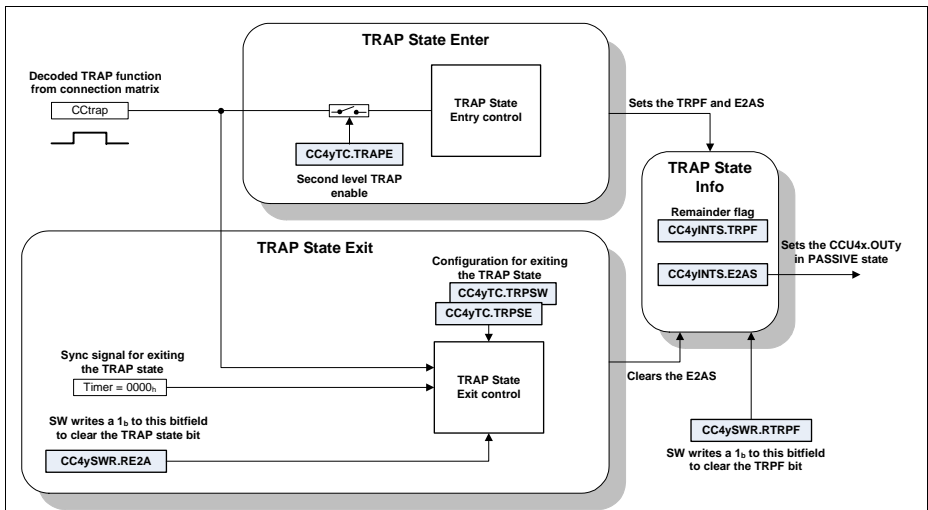 TRAP State Enter
Decoded TRAP function
from connection matrix
CCtrap
TRAP State
Entry control
CC4yTC.TRAPE
Second level TRAP
enable
Sets the TRPF and E2AS
TRAP State
Info
Remainder flag
CC4yINTS.TRPF
CC4yINTS.E2AS
Sets the CCU4x.OUTy
in PASSIVE state
TRAP State Exit
Configuration for exiting
the TRAP State
CC4yTC.TRPSW
CC4yTC.TRPSE
Sync signal for exiting
the TRAP state
Timer = 0000h
TRAP State
Exit control
Clears the E2AS
SW writes a 1b to this bitfield
to clear the TRAP state bit
CC4ySWR.RE2A
CC4ySWR.RTRPF
SW writes a 1b to this bitfield
to clear the TRPF bit